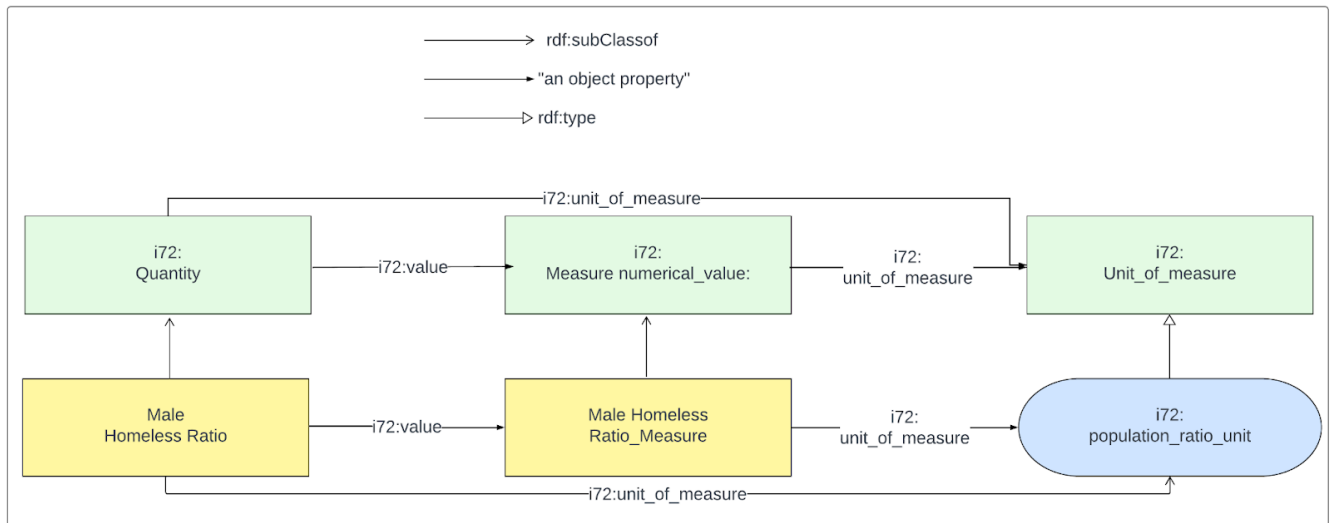 rdf:subClassof
"an object property"
rdf:type
i72:unit_of_measure
i72:
Quantity
i72:value
i72:
Measure numerical_value:
i72:
unit_of_measure
i72:
Unit_of_measure
Male
Homeless Ratio
i72:value
Male Homeless
Ratio_Measure
i72:
unit_of_measure
i72:
population_ratio_unit
i72:unit_of_measure